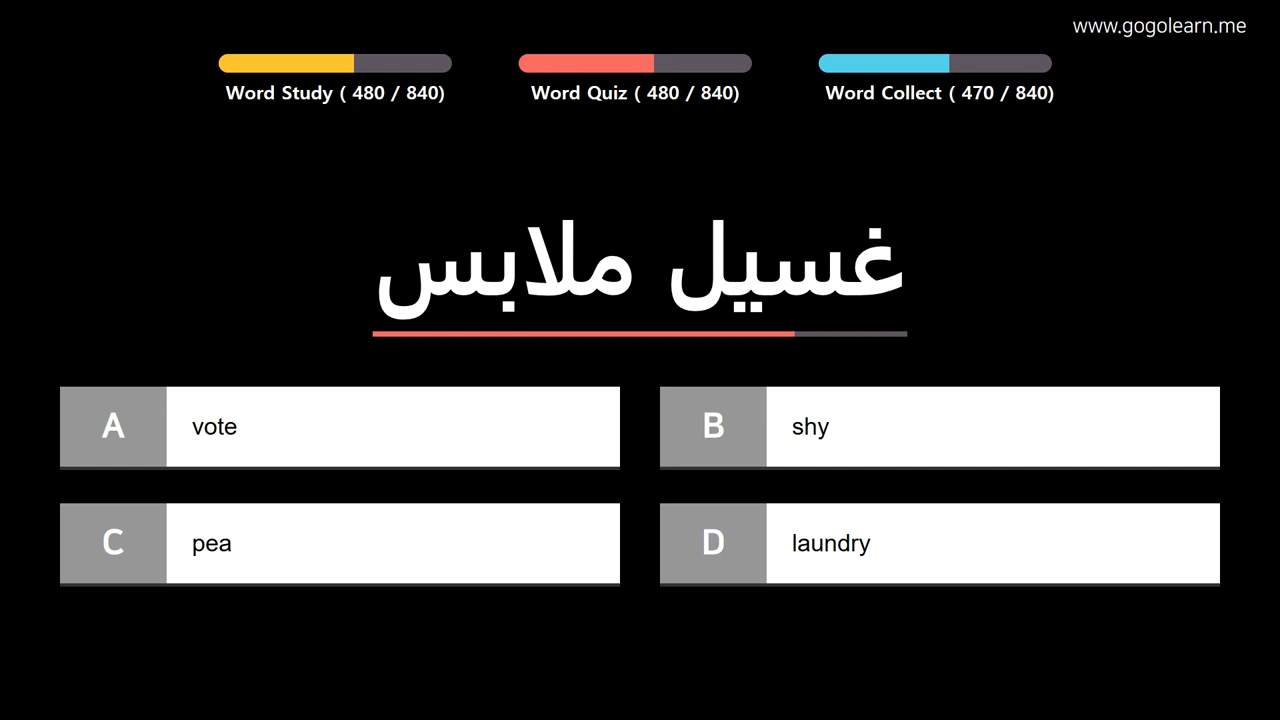 www.gogolearn.me
Word Study ( 480 / 840)
Word Quiz ( 480 / 840)
Word Collect ( 470 / 840)
غسيل ملابس
A vote
B shy
C pea
D laundry